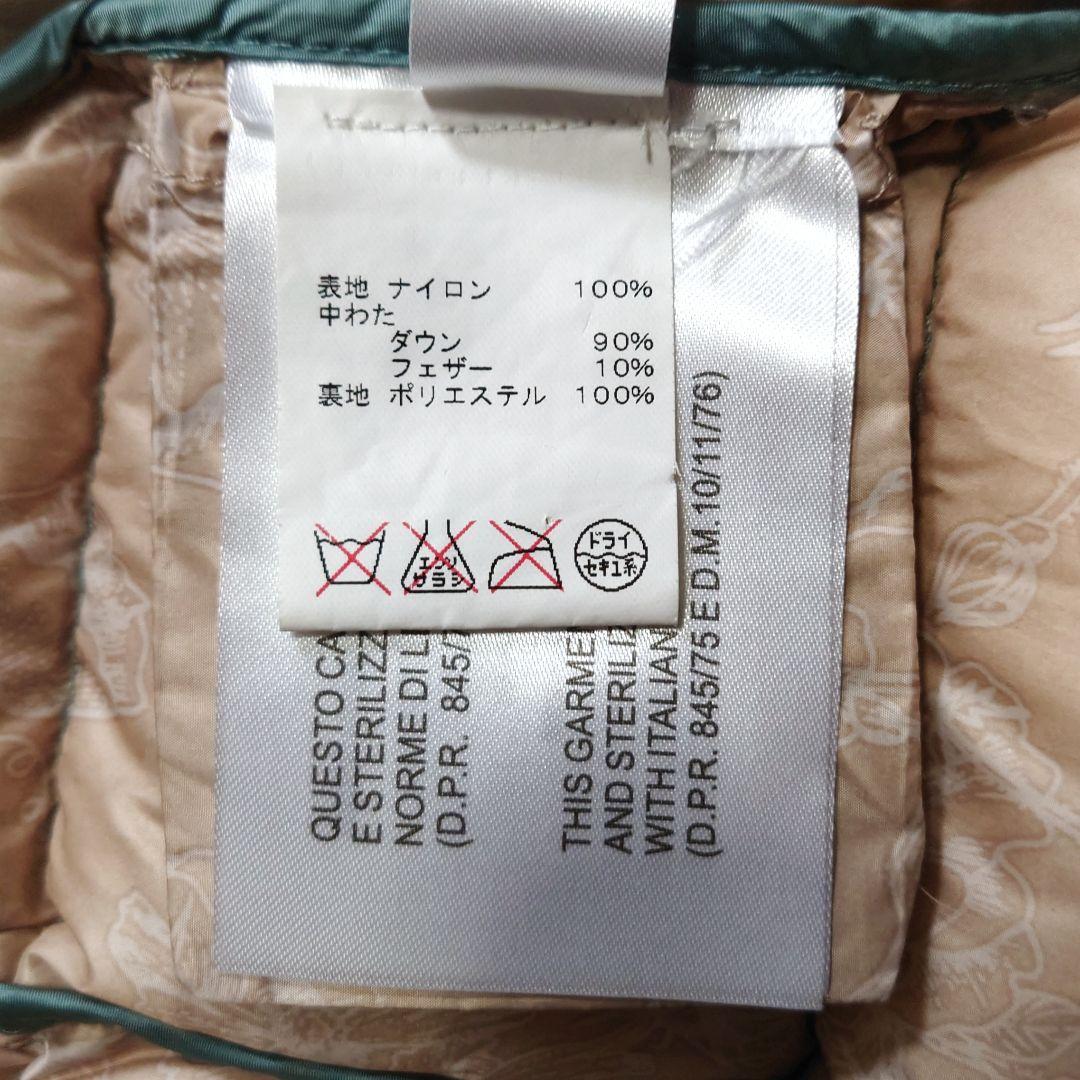 表地 ナイロン 100%
中わた
ダウン 90%
フェザー 10%
裏地 ポリエステル 100%
エンソ
サラシ
ドライ
セキユ系
QUESTO CA
E STERILIZZ
NORME DI L
(D.P.R. 845/7
THIS GARME
AND STERILIZ
WITH ITALIAN
(D.P.R. 845/75 E D.M. 10/11/76)